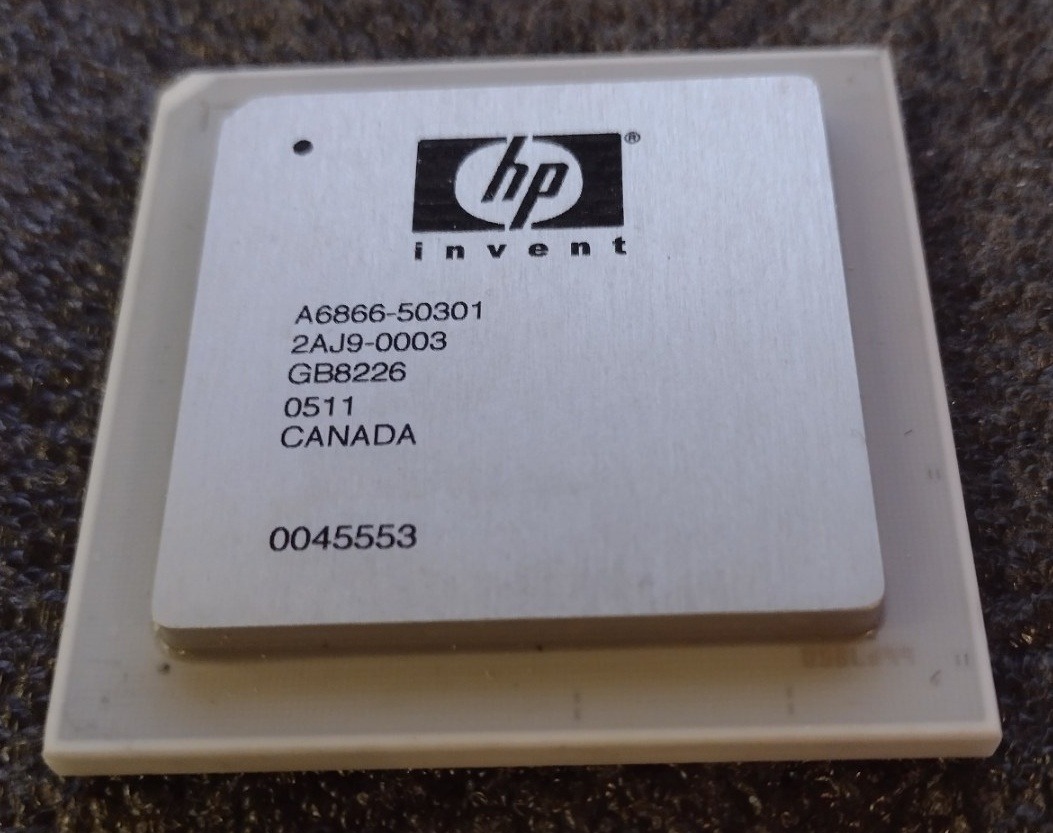 hp®
invent
A6866-50301
2AJ9-0003
GB8226
0511
CANADA
0045553